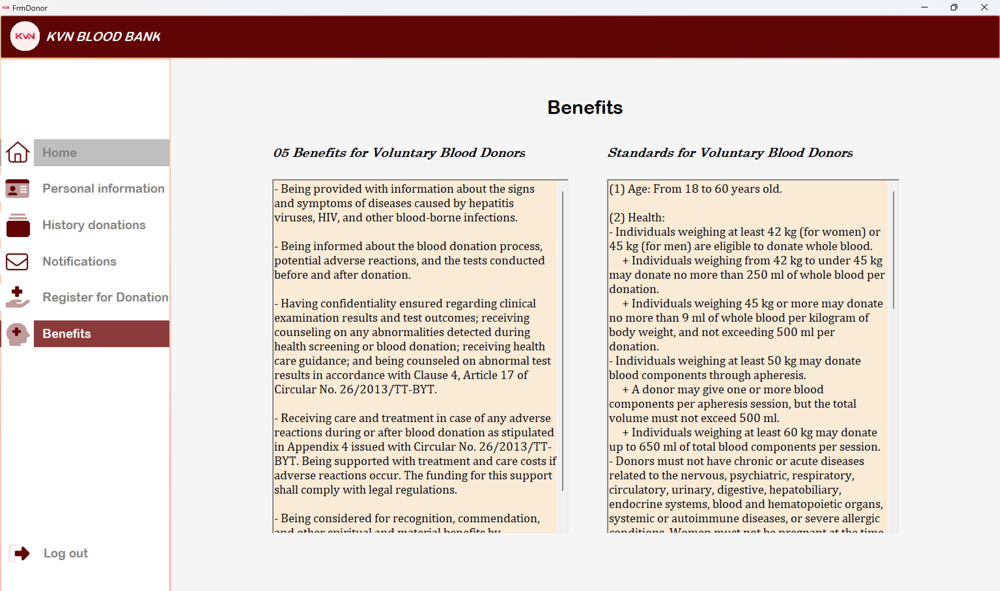 KVN FrmDonor
KVN KVN BLOOD BANK
Home
Personal information
History donations
Notifications
Register for Donation
Benefits
Log out
Benefits
05 Benefits for Voluntary Blood Donors
- Being provided with information about the signs
and symptoms of diseases caused by hepatitis
viruses, HIV, and other blood-borne infections.
- Being informed about the blood donation process,
potential adverse reactions, and the tests conducted
before and after donation.
- Having confidentiality ensured regarding clinical
examination results and test outcomes; receiving
counseling on any abnormalities detected during
health screening or blood donation; receiving health
care guidance; and being counseled on abnormal test
results in accordance with Clause 4, Article 17 of
Circular No. 26/2013/TT-BYT.
- Receiving care and treatment in case of any adverse
reactions during or after blood donation as stipulated
in Appendix 4 issued with Circular No. 26/2013/TT-
BYT. Being supported with treatment and care costs if
adverse reactions occur. The funding for this support
shall comply with legal regulations.
- Being considered for recognition, commendation,
and other spiritual and material benefits by
Standards for Voluntary Blood Donors
(1) Age: From 18 to 60 years old.
(2) Health:
- Individuals weighing at least 42 kg (for women) or
45 kg (for men) are eligible to donate whole blood.
+ Individuals weighing from 42 kg to under 45 kg
may donate no more than 250 ml of whole blood per
donation.
+ Individuals weighing 45 kg or more may donate
no more than 9 ml of whole blood per kilogram of
body weight, and not exceeding 500 ml per
donation.
- Individuals weighing at least 50 kg may donate
blood components through apheresis.
+ A donor may give one or more blood
components per apheresis session, but the total
volume must not exceed 500 ml.
+ Individuals weighing at least 60 kg may donate
up to 650 ml of total blood components per session.
- Donors must not have chronic or acute diseases
related to the nervous, psychiatric, respiratory,
circulatory, urinary, digestive, hepatobiliary,
endocrine systems, blood and hematopoietic organs,
systemic or autoimmune diseases, or severe allergic
conditions. Women must not be pregnant at the time